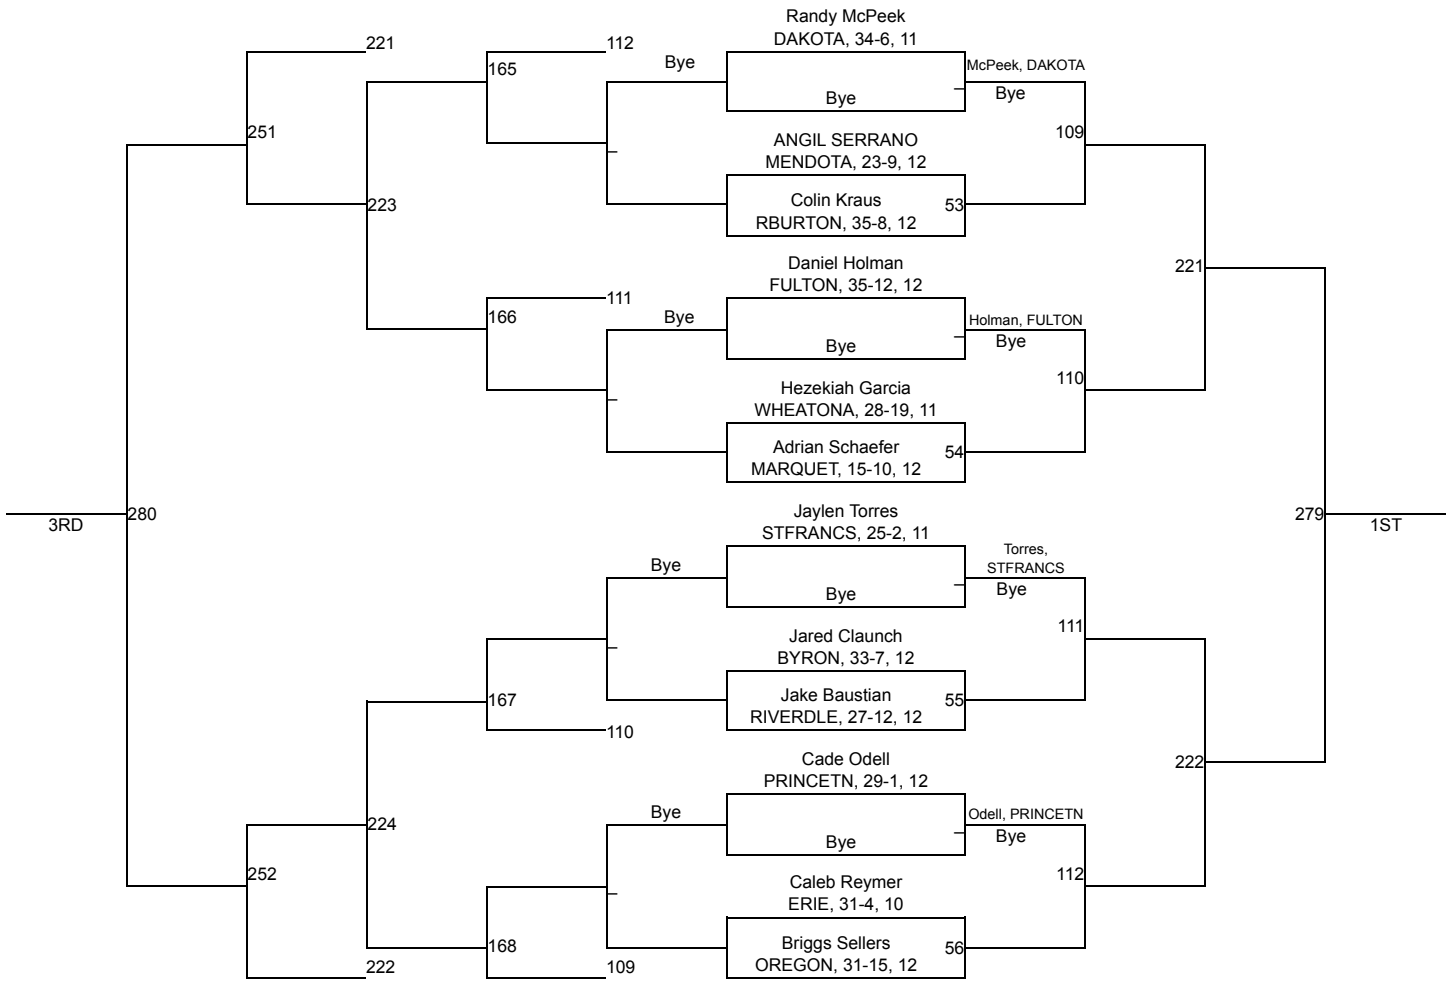 Randy McPeek
DAKOTA, 34-6, 11
221
112
Bye
McPeek, DAKOTA
165
Bye
Bye
251
109
ANGIL SERRANO
MENDOTA, 23-9, 12
223
Colin Kraus
53
RBURTON, 35-8, 12
Daniel Holman
221
FULTON, 35-12, 12
111
166
Bye
Holman, FULTON
Bye
Bye
110
Hezekiah Garcia
WHEATONA, 28-19, 11
Adrian Schaefer
54
MARQUET, 15-10, 12
280
Jaylen Torres
279
3RD
1ST
STFRANCS, 25-2, 11
Torres,
STFRANCS
Bye
Bye
Bye
111
Jared Claunch
BYRON, 33-7, 12
167
Jake Baustian
55
RIVERDLE, 27-12, 12
110
Cade Odell
222
PRINCETN, 29-1, 12
Bye
Odell, PRINCETN
224
Bye
Bye
252
112
Caleb Reymer
ERIE, 31-4, 10
168
Briggs Sellers
56
OREGON, 31-15, 12
222
109